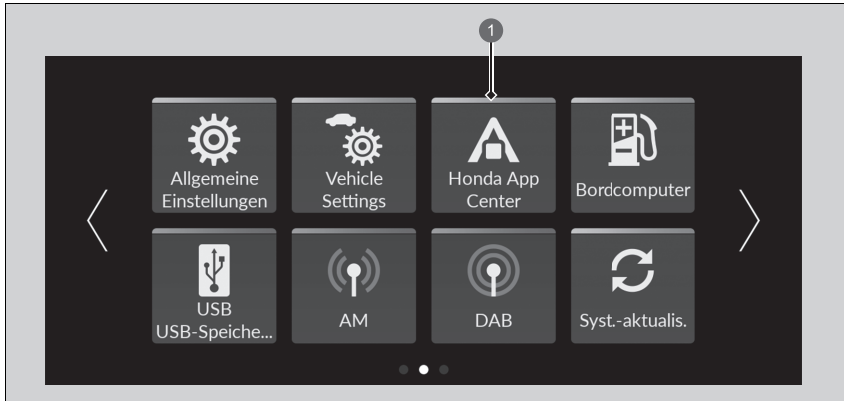 1
Allgemeine
Einstellungen
Vehicle
Settings
Honda App
Center
Bordcomputer
USB
USB-Speiche...
AM
DAB
Syst.-aktualis.